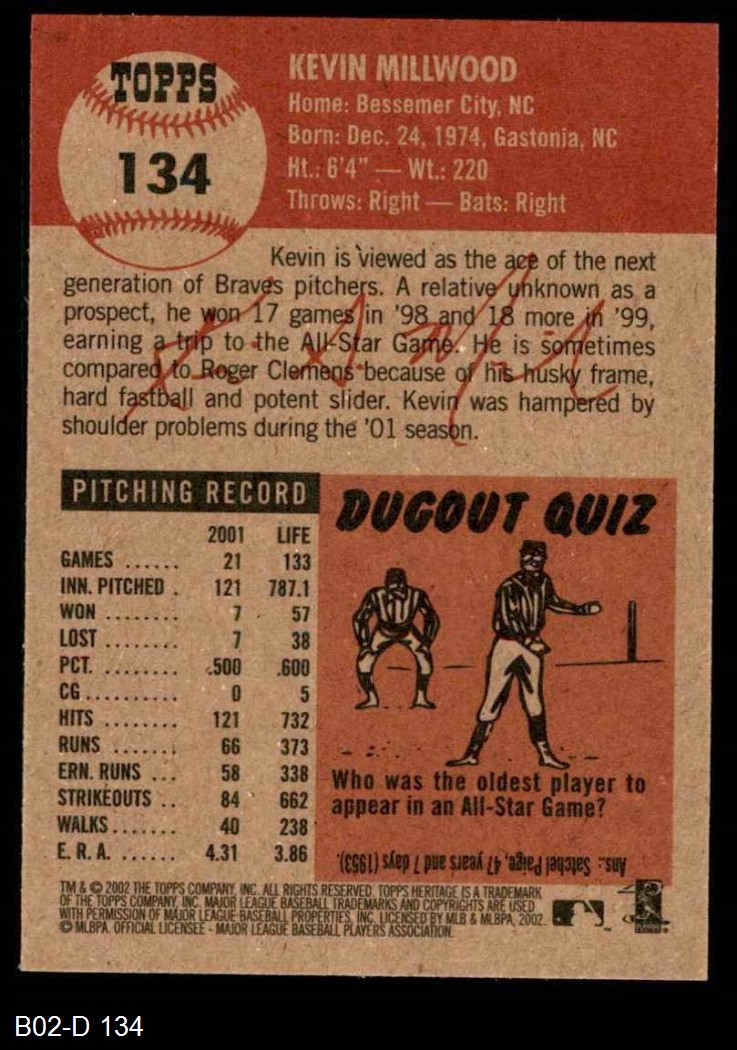 TOPPS
134
KEVIN MILLWOOD
Home: Bessemer City, NC
Born: Dec. 24, 1974, Gastonia, NC
Ht.: 6'4" — Wt.: 220
Throws: Right — Bats: Right
Kevin is viewed as the ace of the next
generation of Braves pitchers. A relative unknown as a
prospect, he won 17 games in '98 and 18 more in '99,
earning a trip to the All-Star Game. He is sometimes
compared to Roger Clemens because of his husky frame,
hard fastball and potent slider. Kevin was hampered by
shoulder problems during the '01 season.
PITCHING RECORD
2001 LIFE
GAMES ...... 21 133
INN. PITCHED . 121 787.1
WON ........ 7 57
LOST ........ 7 38
PCT. ........ .500 .600
CG .......... 0 5
HITS ........ 121 732
RUNS ....... 66 373
ERN. RUNS ... 58 338
STRIKEOUTS .. 84 662
WALKS ....... 40 238
E. R. A. ...... 4.31 3.86
DUGOUT QUIZ
Who was the oldest player to
appear in an All-Star Game?
Ans.: Satchel Paige, 47 years and 7 days (1953).
TM & © 2002 THE TOPPS COMPANY, INC. ALL RIGHTS RESERVED. TOPPS HERITAGE IS A TRADEMARK
OF THE TOPPS COMPANY, INC. MAJOR LEAGUE BASEBALL TRADEMARKS AND COPYRIGHTS ARE USED
WITH PERMISSION OF MAJOR LEAGUE BASEBALL PROPERTIES, INC. LICENSED BY MLB & MLBPA, 2002.
© MLBPA. OFFICIAL LICENSEE - MAJOR LEAGUE BASEBALL PLAYERS ASSOCIATION.
B02-D 134